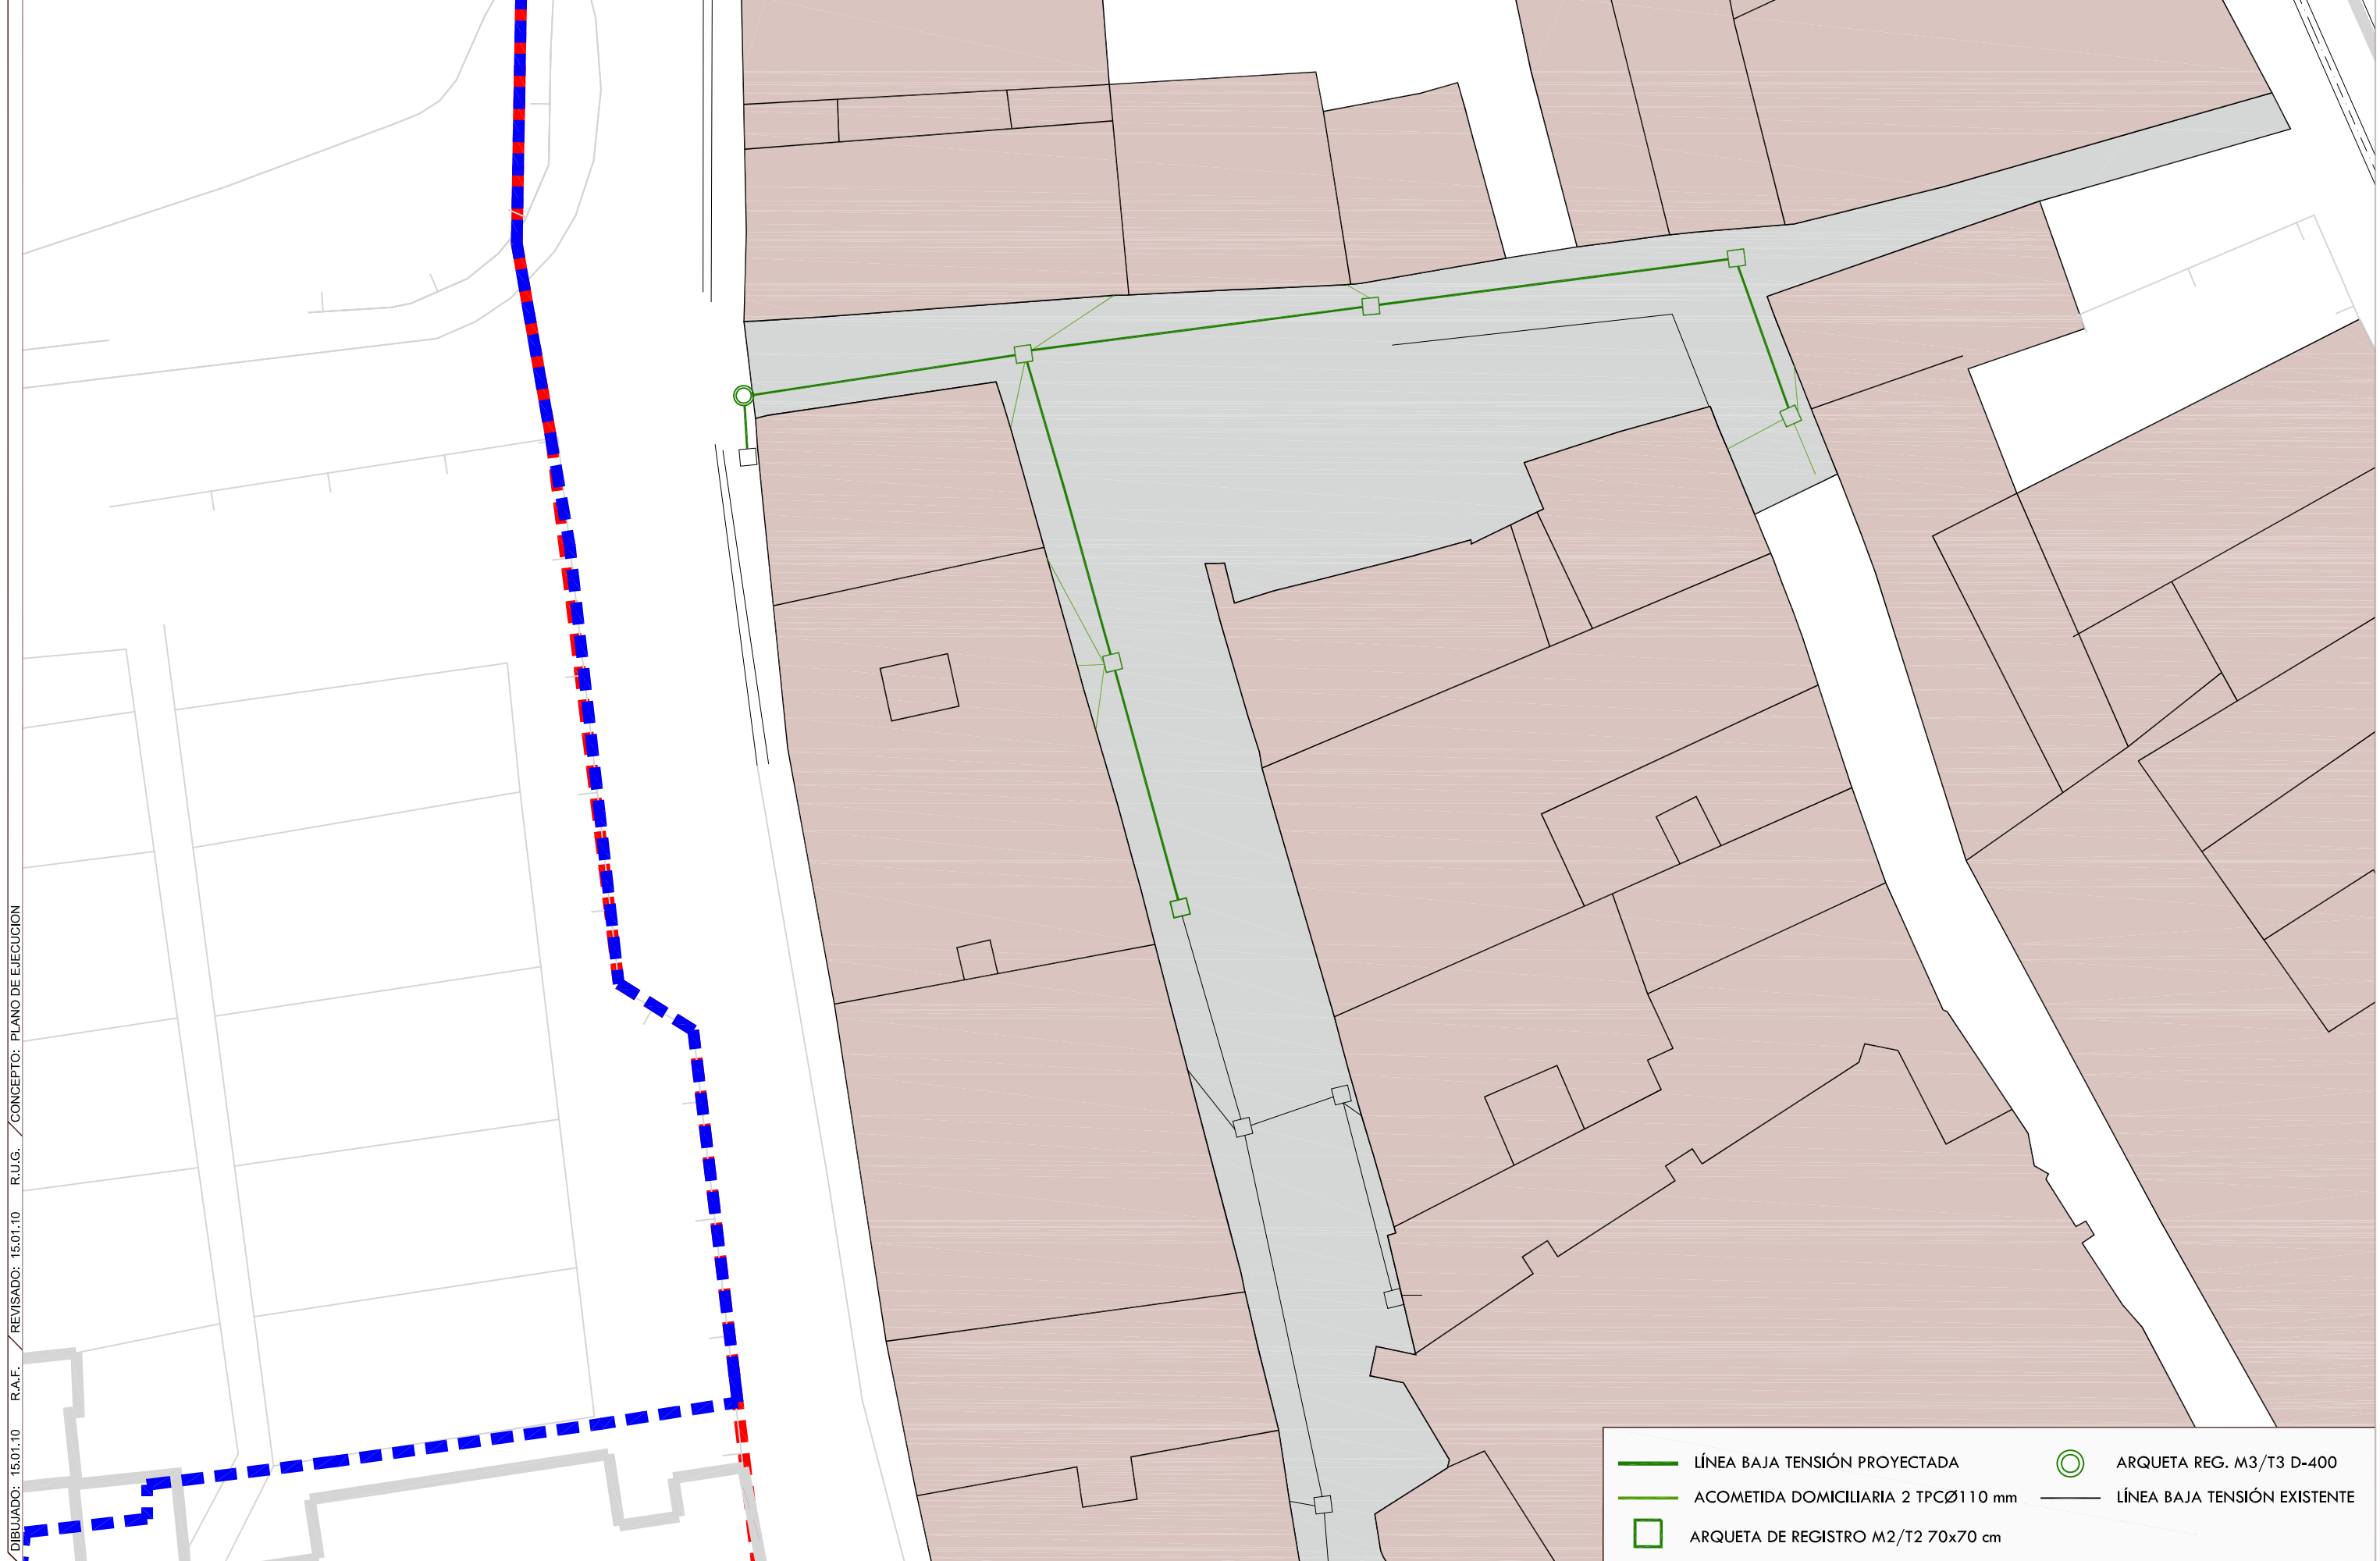 DIBUJADO: 15.01.10 R.A.F. REVISADO: 15.01.10 R.U.G. CONCEPTO: PLANO DE EJECUCION
LÍNEA BAJA TENSIÓN PROYECTADA
ARQUETA REG. M3/T3 D-400
ACOMETIDA DOMICILIARIA 2 TPCØ110 mm
LÍNEA BAJA TENSIÓN EXISTENTE
ARQUETA DE REGISTRO M2/T2 70x70 cm